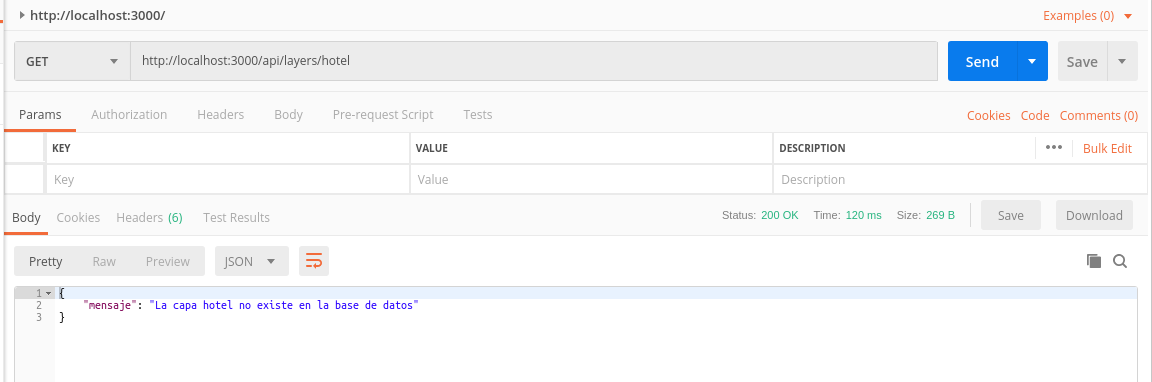 http://localhost:3000/ Examples (0)
GET http://localhost:3000/api/layers/hotel Send Save
Params Authorization Headers Body Pre-request Script Tests Cookies Code Comments (0)
KEY VALUE DESCRIPTION ••• Bulk Edit
Key Value Description
Body Cookies Headers (6) Test Results Status: 200 OK Time: 120 ms Size: 269 B Save Download
Pretty Raw Preview JSON
1 {
2 "mensaje": "La capa hotel no existe en la base de datos"
3 }